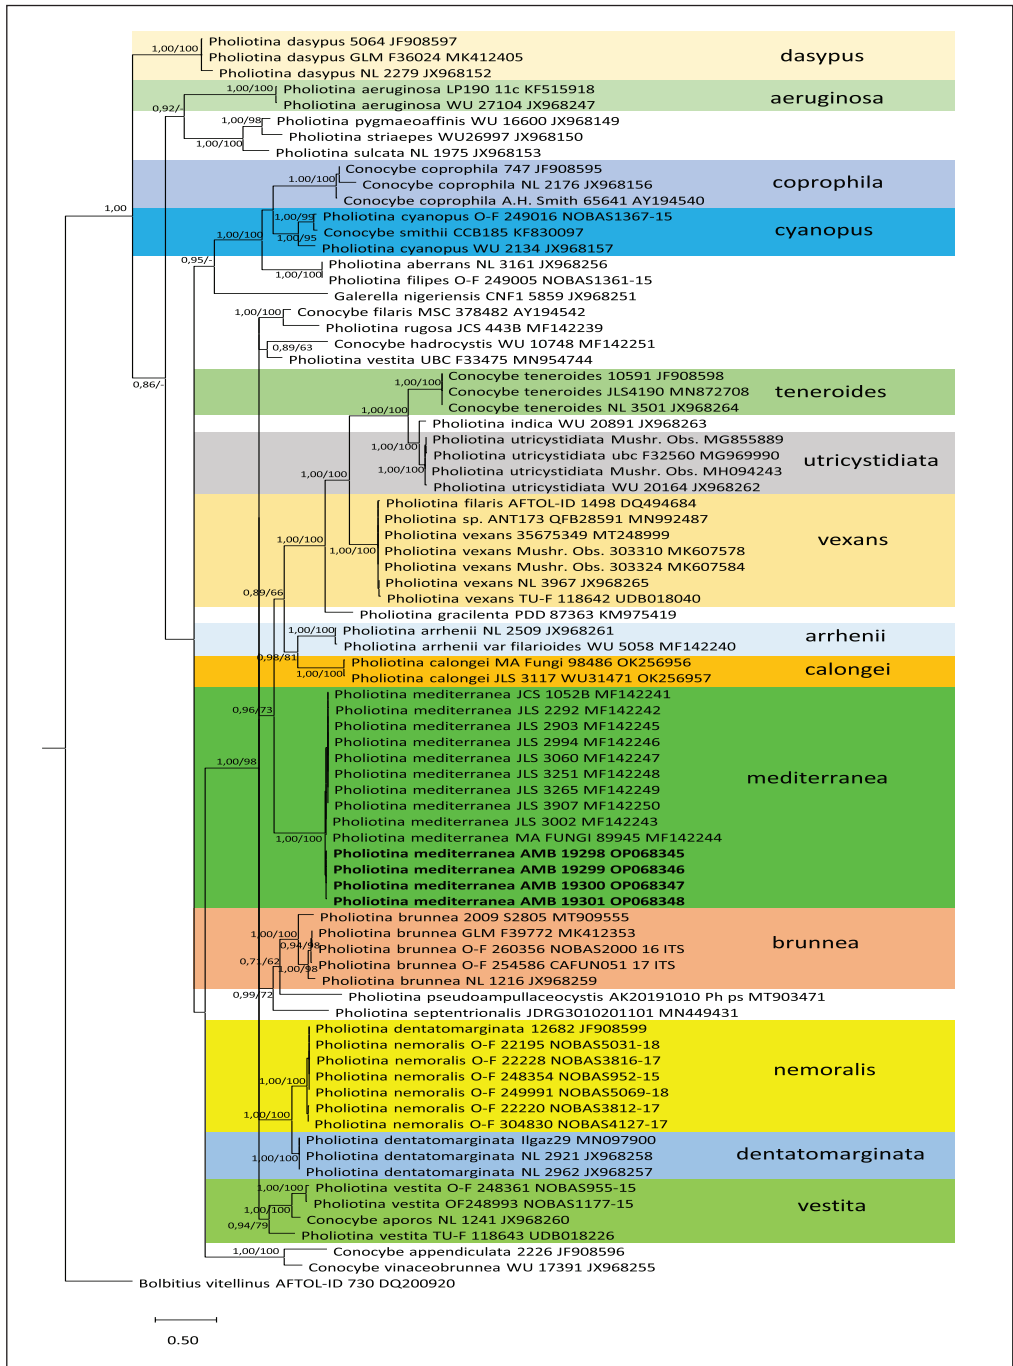 1,00/100
Pholiotina dasypus 5064 JF908597
Pholiotina dasypus GLM F36024 MK412405
Pholiotina dasypus NL 2279 JX968152
dasypus
1,00/100
Pholiotina aeruginosa LP190 11c KF515918
Pholiotina aeruginosa WU 27104 JX968247
aeruginosa
0,92/-
1,00/98
Pholiotina pygmaeoaffinis WU 16600 JX968149
Pholiotina striaepes WU26997 JX968150
1,00/100
Pholiotina sulcata NL 1975 JX968153
1.00/100
Conocybe coprophila 747 JF908595
Conocybe coprophila NL 2176 JX968156
Conocybe coprophila A.H. Smith 65641 AY194540
coprophila
1,00
1,00/99
Pholiotina cyanopus O-F 249016 NOBAS1367-15
Conocybe smithii CCB185 KF830097
1,00/95
Pholiotina cyanopus WU 2134 JX968157
cyanopus
1,00/100
0,95/-
Pholiotina aberrans NL 3161 JX968256
1,00/100
Pholiotina filipes O-F 249005 NOBAS1361-15
Galerella nigeriensis CNF1 5859 JX968251
1,00/100
Conocybe filaris MSC 378482 AY194542
Pholiotina rugosa JCS 443B MF142239
Conocybe hadrocystis WU 10748 MF142251
0,89/63
Pholiotina vestita UBC F33475 MN954744
0,86/-
1,00/100
Conocybe teneroides 10591 JF908598
Conocybe teneroides JLS4190 MN872708
Conocybe teneroides NL 3501 JX968264
teneroides
1,00/100
Pholiotina indica WU 20891 JX968263
1,00/100
Pholiotina utricystidiata Mushr. Obs. MG855889
Pholiotina utricystidiata ubc F32560 MG969990
1,00/100
Pholiotina utricystidiata Mushr. Obs. MH094243
Pholiotina utricystidiata WU 20164 JX968262
utricystidiata
1,00/100
Pholiotina filaris AFTOL-ID 1498 DQ494684
Pholiotina sp. ANT173 QFB28591 MN992487
Pholiotina vexans 35675349 MT248999
1,00/100
Pholiotina vexans Mushr. Obs. 303310 MK607578
Pholiotina vexans Mushr. Obs. 303324 MK607584
Pholiotina vexans NL 3967 JX968265
Pholiotina vexans TU-F 118642 UDB018040
vexans
1,00/100
0,89/66
Pholiotina gracilenta PDD 87363 KM975419
1,00/100
Pholiotina arrhenii NL 2509 JX968261
Pholiotina arrhenii var filarioides WU 5058 MF142240
arrhenii
0,98/81
Pholiotina calongei MA Fungi 98486 OK256956
1,00/100
Pholiotina calongei JLS 3117 WU31471 OK256957
calongei
0,96/73
Pholiotina mediterranea JCS 1052B MF142241
Pholiotina mediterranea JLS 2292 MF142242
Pholiotina mediterranea JLS 2903 MF142245
Pholiotina mediterranea JLS 2994 MF142246
Pholiotina mediterranea JLS 3060 MF142247
Pholiotina mediterranea JLS 3251 MF142248
Pholiotina mediterranea JLS 3265 MF142249
Pholiotina mediterranea JLS 3907 MF142250
Pholiotina mediterranea JLS 3002 MF142243
Pholiotina mediterranea MA FUNGI 89945 MF142244
Pholiotina mediterranea AMB 19298 OP068345
Pholiotina mediterranea AMB 19299 OP068346
Pholiotina mediterranea AMB 19300 OP068347
Pholiotina mediterranea AMB 19301 OP068348
mediterranea
1,00/98
1,00/100
Pholiotina brunnea 2009 S2805 MT909555
1,00/100
Pholiotina brunnea GLM F39772 MK412353
0,94/98
Pholiotina brunnea O-F 260356 NOBAS2000 16 ITS
Pholiotina brunnea O-F 254586 CAFUN051 17 ITS
1,00/98
Pholiotina brunnea NL 1216 JX968259
brunnea
0,71/62
Pholiotina pseudoampullaceocystis AK20191010 Ph ps MT903471
0,99/72
Pholiotina septentrionalis JDRG3010201101 MN449431
Pholiotina dentatomarginata 12682 JF908599
Pholiotina nemoralis O-F 22195 NOBAS5031-18
Pholiotina nemoralis O-F 22228 NOBAS3816-17
Pholiotina nemoralis O-F 248354 NOBAS952-15
1,00/100
Pholiotina nemoralis O-F 249991 NOBAS5069-18
Pholiotina nemoralis O-F 22220 NOBAS3812-17
Pholiotina nemoralis O-F 304830 NOBAS4127-17
nemoralis
1,00/100
Pholiotina dentatomarginata Ilgaz29 MN097900
Pholiotina dentatomarginata NL 2921 JX968258
1,00/100
Pholiotina dentatomarginata NL 2962 JX968257
dentatomarginata
1,00/100
Pholiotina vestita O-F 248361 NOBAS955-15
Pholiotina vestita OF248993 NOBAS1177-15
1,00/100
Conocybe aporos NL 1241 JX968260
0,94/79
Pholiotina vestita TU-F 118643 UDB018226
vestita
1,00/100
Conocybe appendiculata 2226 JF908596
Conocybe vinaceobrunnea WU 17391 JX968255
Bolbitius vitellinus AFTOL-ID 730 DQ200920
0.50